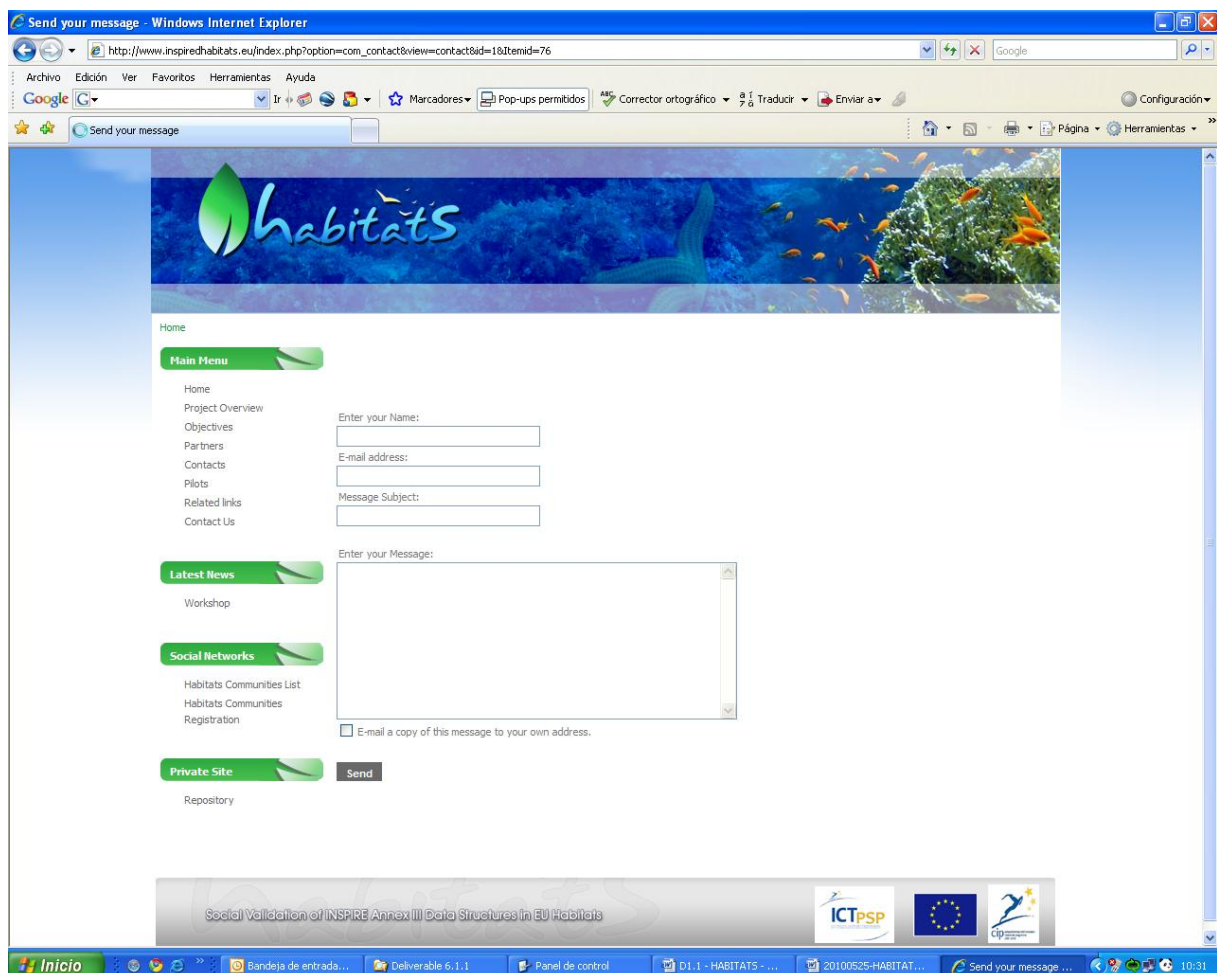 Send your message - Windows Internet Explorer
http://www.inspiredhabitats.eu/index.php?option=com_contact&view=contact&id=1&Itemid=76
Google
Archivo Edición Ver Favoritos Herramientas Ayuda
Google G Ir Marcadores Pop-ups permitidos Corrector ortográfico Traducir Enviar a Configuración
Send your message Página Herramientas
habitats
Home
Main Menu
Home
Project Overview
Objectives
Partners
Contacts
Pilots
Related links
Contact Us
Enter your Name:
E-mail address:
Message Subject:
Enter your Message:
Latest News
Workshop
Social Networks
Habitats Communities List
Habitats Communities
Registration
E-mail a copy of this message to your own address.
Private Site
Send
Repository
habitats
Social Validation of INSPIRE Annex III Data Structures in EU Habitats
ICTPSP
cip
Inicio Bandeja de entrada... Deliverable 6.1.1 Panel de control D1.1 - HABITATS - ... 20100525-HABITAT... Send your message ... 10:31